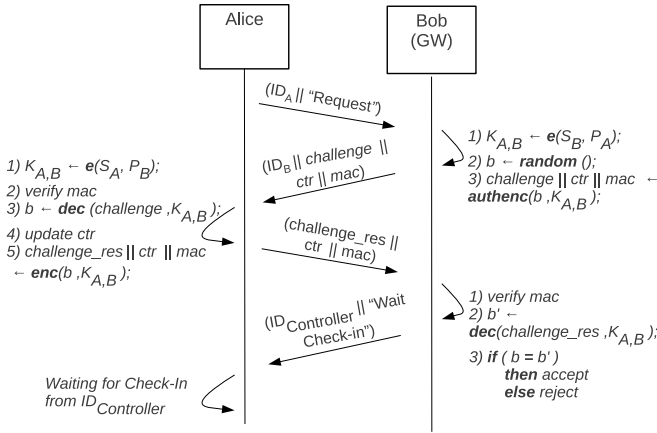 Alice
Bob
(GW)
(ID_A || "Request")
1) K_A,B ← e(S_B, P_A);
2) b ← random ();
3) challenge || ctr || mac ←
authenc(b ,K_A,B);
(ID_B || challenge ||
ctr || mac)
1) K_A,B ← e(S_A, P_B);
2) verify mac
3) b ← dec (challenge ,K_A,B);
4) update ctr
5) challenge_res || ctr || mac
← enc(b ,K_A,B);
(challenge_res ||
ctr || mac)
1) verify mac
2) b' ←
dec(challenge_res ,K_A,B);
3) if ( b = b' )
then accept
else reject
(ID_Controller || "Wait
Check-in")
Waiting for Check-In
from ID_Controller